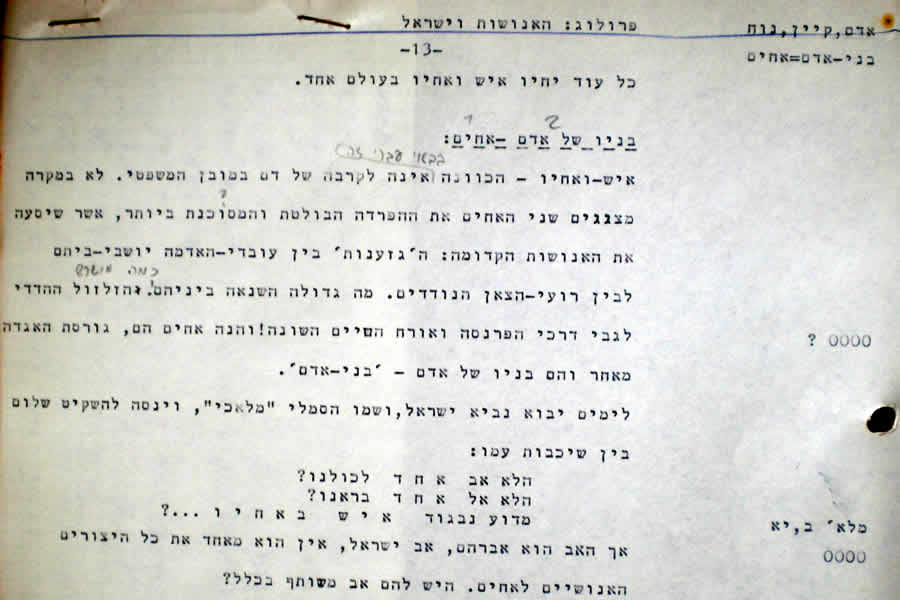 אדם, קיין, נוח
פרולוג: האנושות וישראל
בני-אדם=אחים
-13-
כל עוד יחיו איש ואחיו בעולם אחד.
2 1
בניו של אדם -אחים:
איש-ואחיו - הכוונה אינה לקרבה של דם במובן המשפטי. לא במקרה
?
מצגגים שני האחים את ההפרדה הבולטת והמסוכנת ביותר, אשר שיסעה
את האנושות הקדומה: ה'גזענות' בין עובדי-האדמה יושבי-ביתם
כמה מושרש
לבין רועי-הצאן הנודדים. מה גדולה השנאה ביניהם. הזלזול ההדדי
לגבי דרכי הפרנסה ואורח החיים השונה!והנה אחים הם, גורסת האגדה
0000 ?
מאחר והם בניו של אדם - 'בני-אדם'.
לימים יבוא נביא ישראל,ושמו הסמלי "מלאכי", וינסה להשקיט שלום
בין שיכבות עמו:
הלא אב א ח ד לכולנו?
הלא אל א ח ד בראנו?
מדוע נבגוד א י ש ב א ח י ו ...?
מלא' ב,יא
אך האב הוא אברהם, אב ישראל, אין הוא מאחד את כל היצורים
0000
האנושיים לאחים. היש להם אב משותף בכלל?